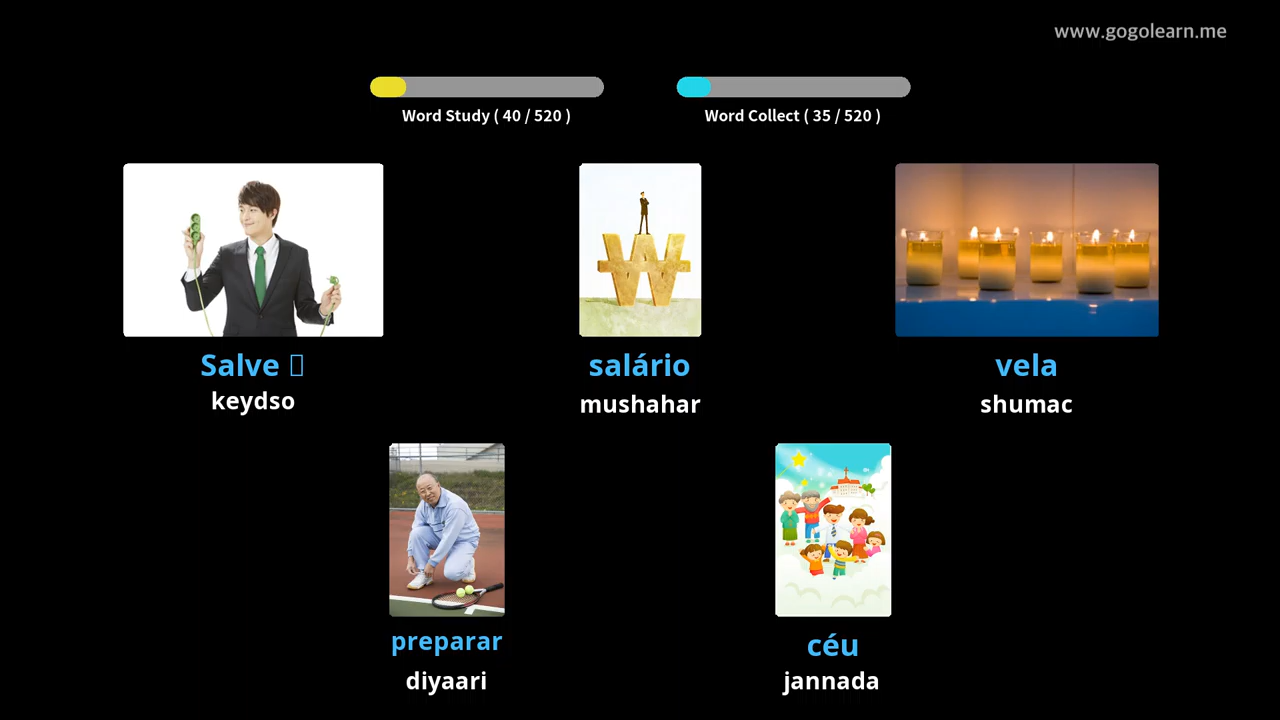 www.gogolearn.me
Word Study ( 40 / 520 )
Word Collect ( 35 / 520 )
Salve
keydso
salário
mushahar
vela
shumac
preparar
diyaari
céu
jannada